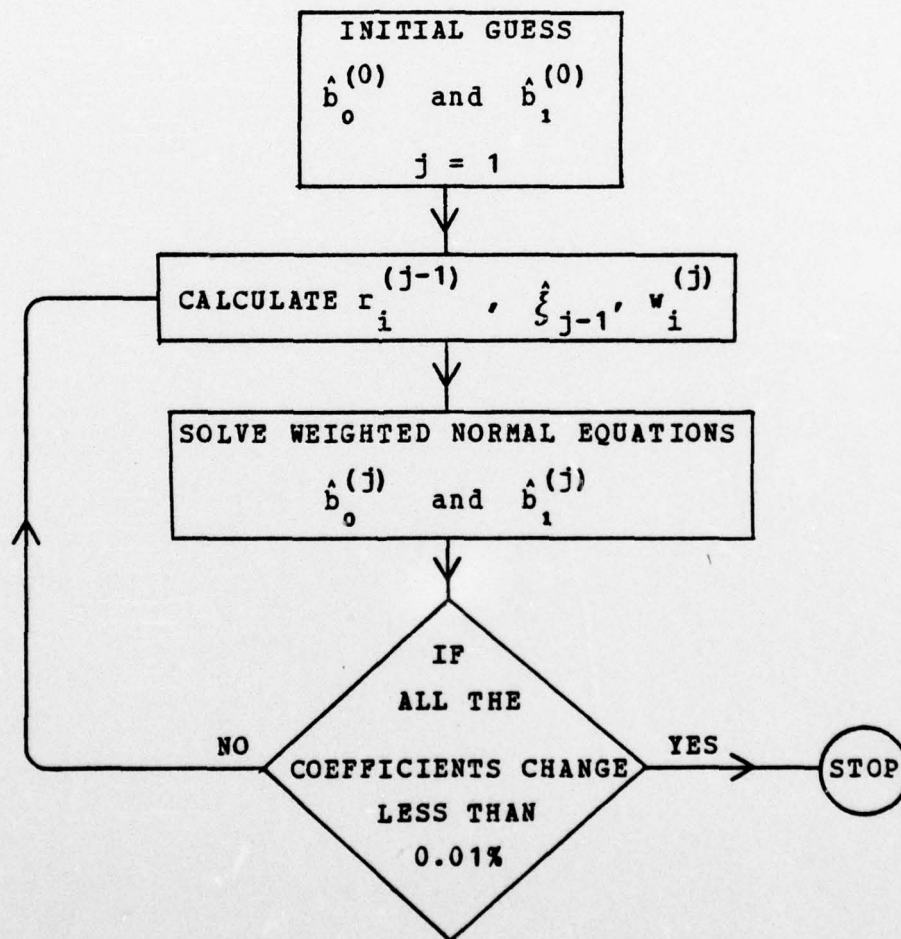 INITIAL GUESS
b̂₀⁽⁰⁾ and b̂₁⁽⁰⁾
j = 1
CALCULATE rᵢ⁽ʲ⁻¹⁾ , ξ̂ⱼ₋₁, wᵢ⁽ʲ⁾
SOLVE WEIGHTED NORMAL EQUATIONS
b̂₀⁽ʲ⁾ and b̂₁⁽ʲ⁾
IF
ALL THE
COEFFICIENTS CHANGE
LESS THAN
0.01%
NO
YES
STOP